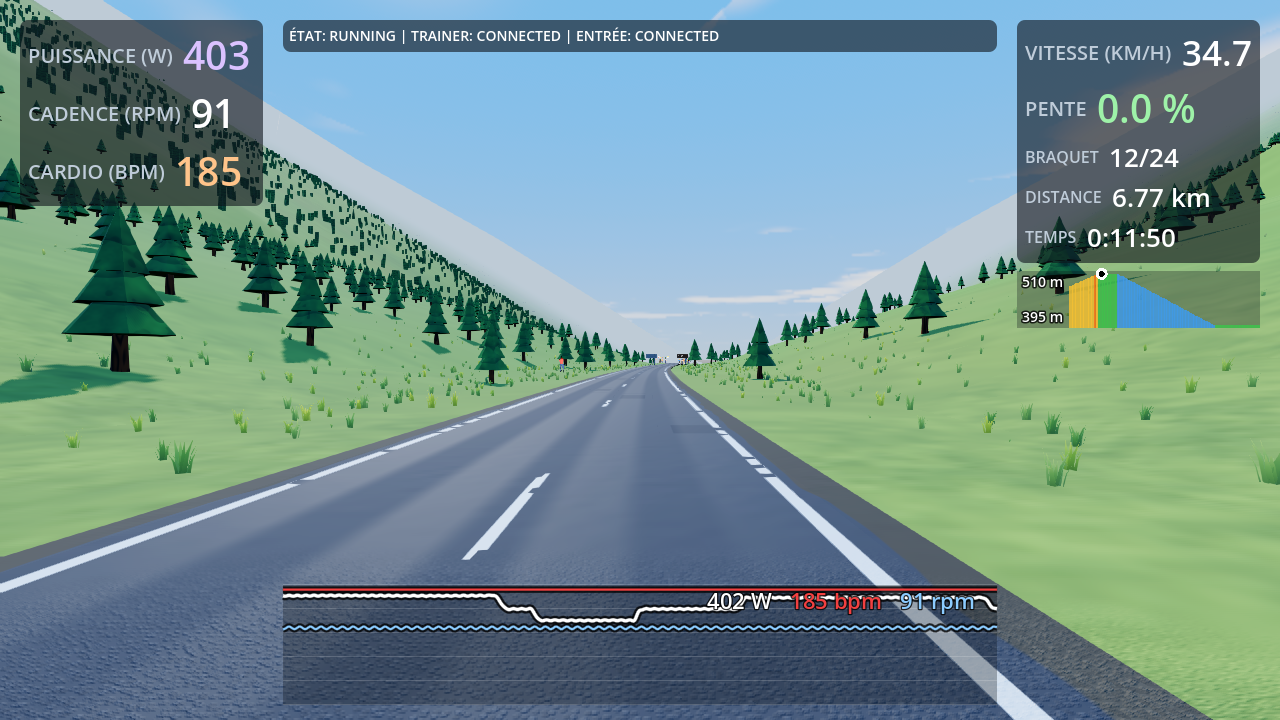 PUISSANCE (W) 403
CADENCE (RPM) 91
CARDIO (BPM) 185
ÉTAT: RUNNING | TRAINER: CONNECTED | ENTRÉE: CONNECTED
VITESSE (KM/H) 34.7
PENTE 0.0 %
BRAQUET 12/24
DISTANCE 6.77 km
TEMPS 0:11:50
510 m
395 m
402 W 185 bpm 91 rpm